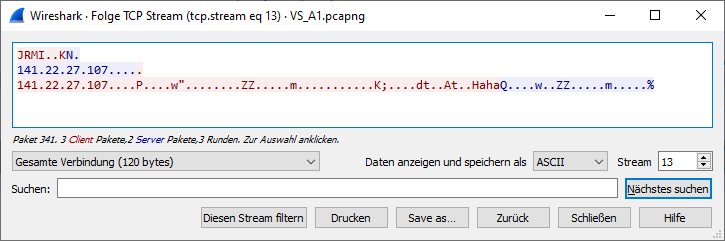 Wireshark · Folge TCP Stream (tcp.stream eq 13) · VS_A1.pcapng
JRMI..KN.
141.22.27.107.....
141.22.27.107....P....w"........ZZ.....m...........K;....dt..At..HahaQ....w..ZZ.....m.....%
Paket 341. 3 Client Pakete,2 Server Pakete,3 Runden. Zur Auswahl anklicken.
Gesamte Verbindung (120 bytes) Daten anzeigen und speichern als ASCII Stream 13
Suchen: Nächstes suchen
Diesen Stream filtern Drucken Save as... Zurück Schließen Hilfe